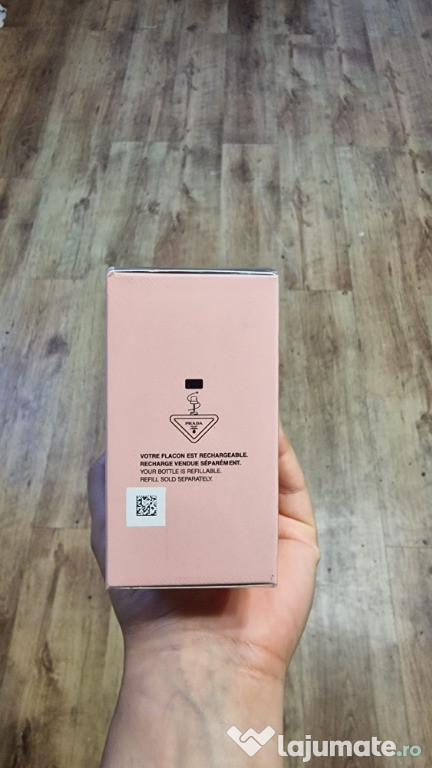 PRADA
VOTRE FLACON EST RECHARGEABLE.
RECHARGE VENDUE SÉPARÉMENT.
YOUR BOTTLE IS REFILLABLE.
REFILL SOLD SEPARATELY.
lajumate.ro